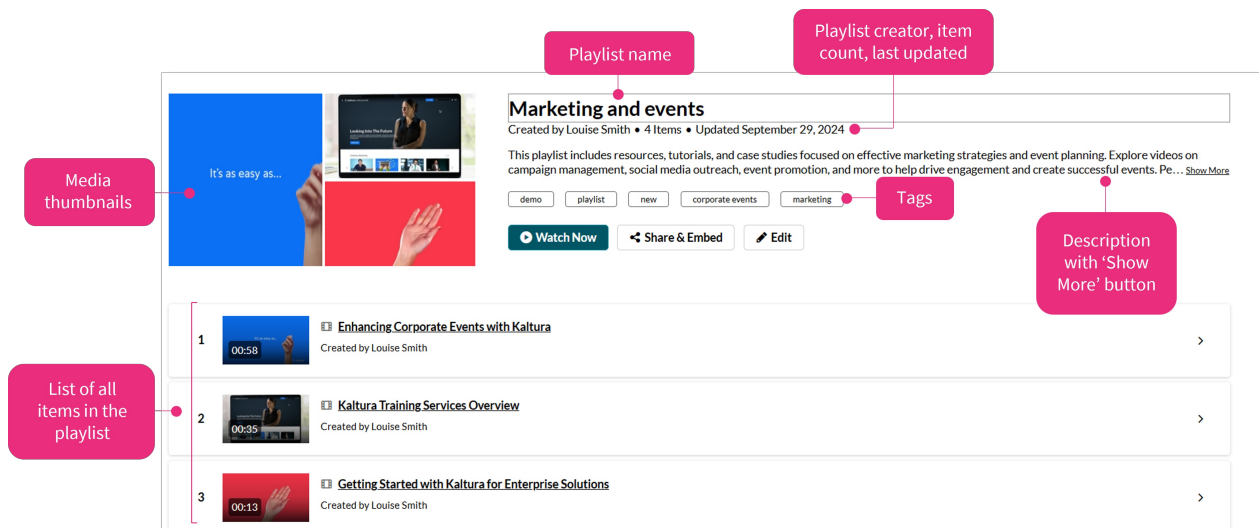 Playlist name
Playlist creator, item
count, last updated
Marketing and events
Created by Louise Smith • 4 Items • Updated September 29, 2024
This playlist includes resources, tutorials, and case studies focused on effective marketing strategies and event planning. Explore videos on
campaign management, social media outreach, event promotion, and more to help drive engagement and create successful events. Pe... Show More
Media
thumbnails
It's as easy as...
Looking Into The Future
demo
playlist
new
corporate events
marketing
Tags
Watch Now
Share & Embed
Edit
Description
with ‘Show
More’ button
List of all
items in the
playlist
1
00:58
Enhancing Corporate Events with Kaltura
Created by Louise Smith
2
00:35
Kaltura Training Services Overview
Created by Louise Smith
3
00:13
Getting Started with Kaltura for Enterprise Solutions
Created by Louise Smith